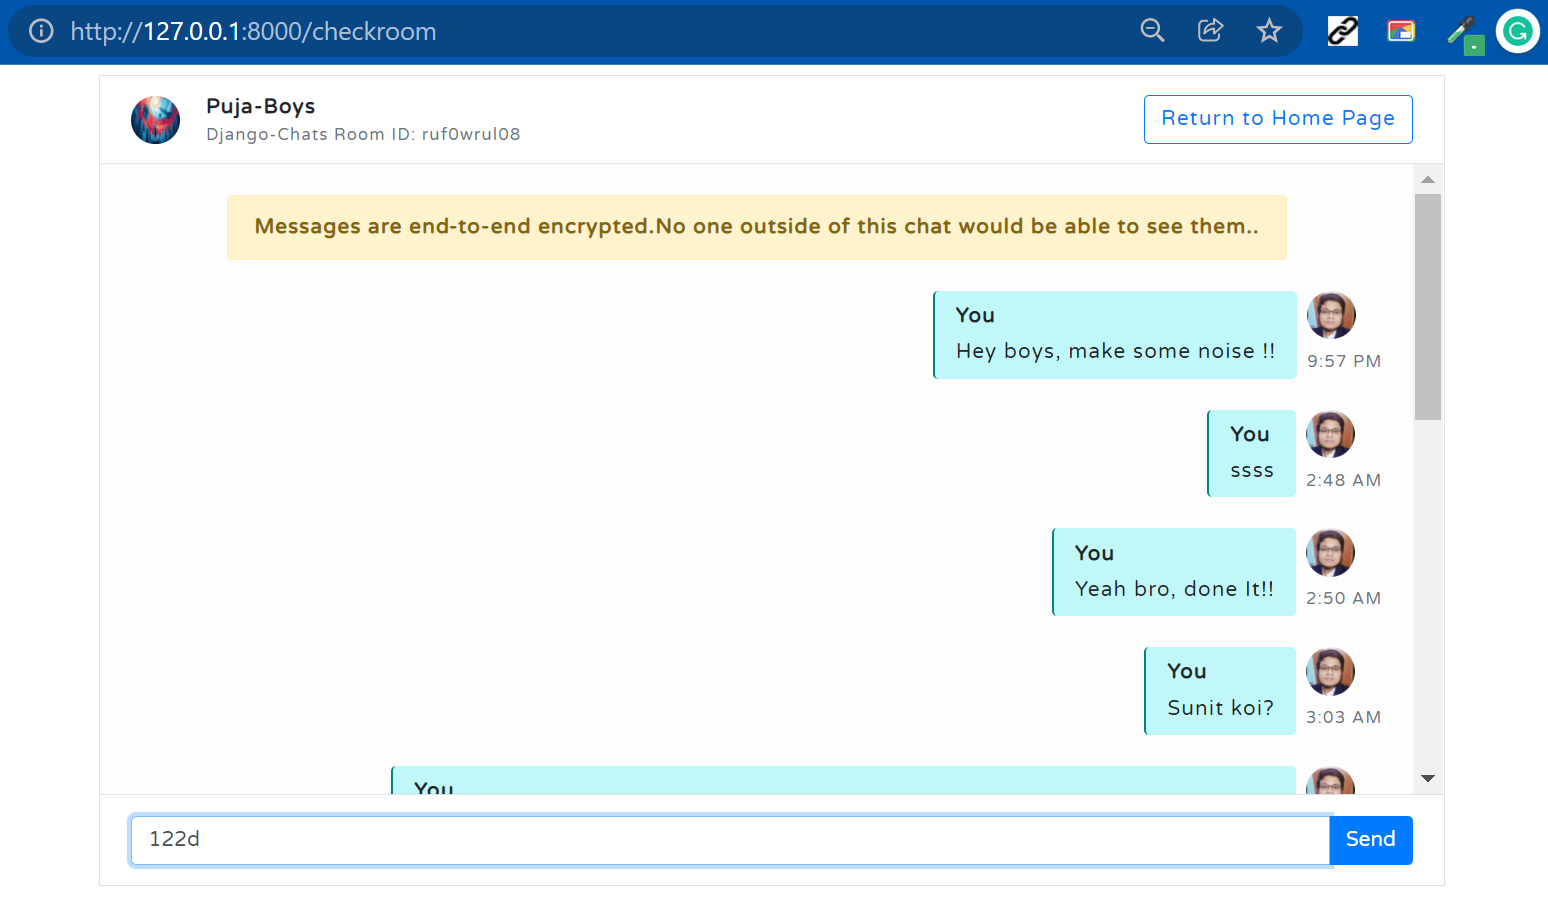 http://127.0.0.1:8000/checkroom
Puja-Boys
Django-Chats Room ID: ruf0wrul08
Return to Home Page
Messages are end-to-end encrypted.No one outside of this chat would be able to see them..
You
Hey boys, make some noise !!
9:57 PM
You
ssss
2:48 AM
You
Yeah bro, done It!!
2:50 AM
You
Sunit koi?
3:03 AM
You
122d
Send